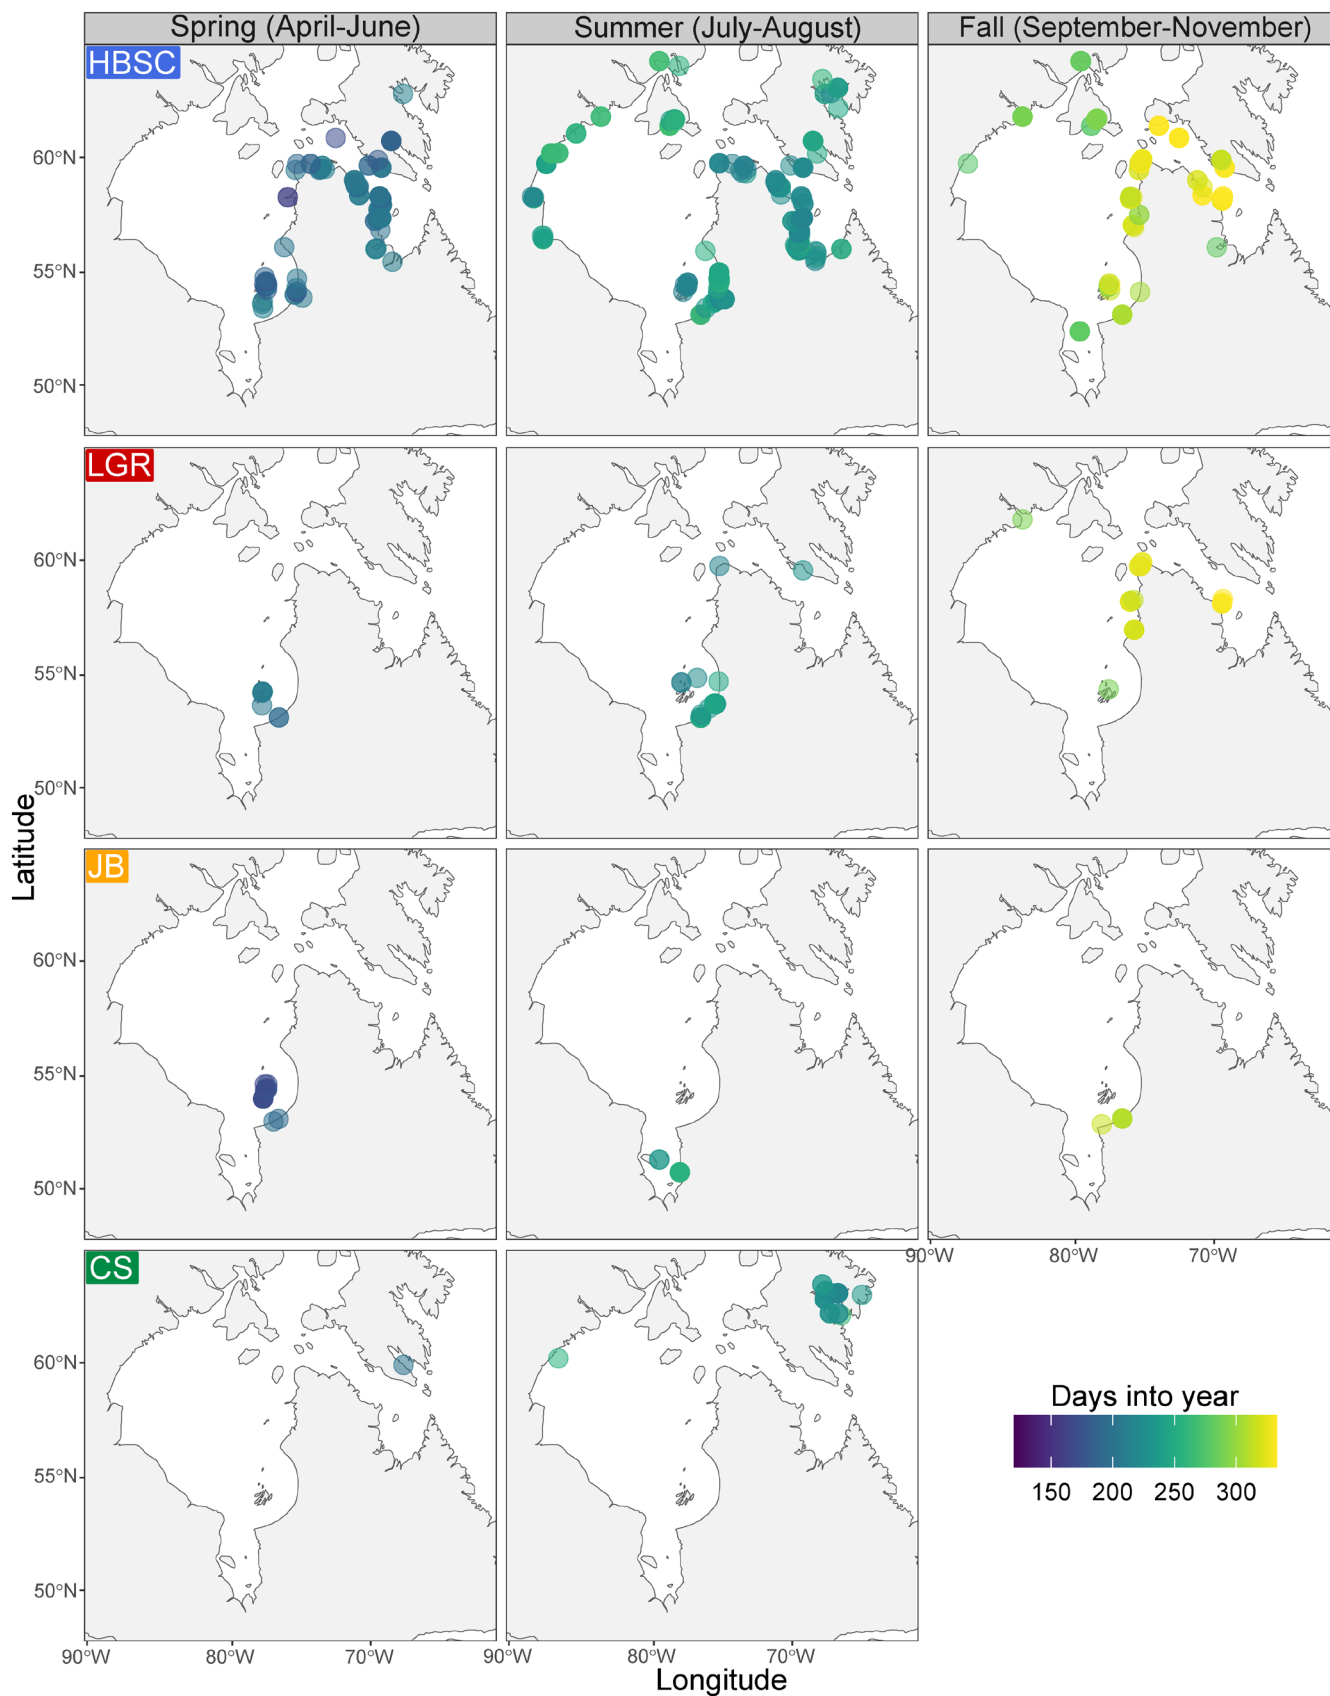 Spring (April-June)
Summer (July-August)
Fall (September-November)
HBSC
60°N
55°N
50°N
LGR
60°N
55°N
50°N
JB
60°N
55°N
50°N
90°W
80°W
70°W
CS
60°N
55°N
50°N
90°W
80°W
70°W
90°W
80°W
70°W
Latitude
Longitude
Days into year
150
200
250
300